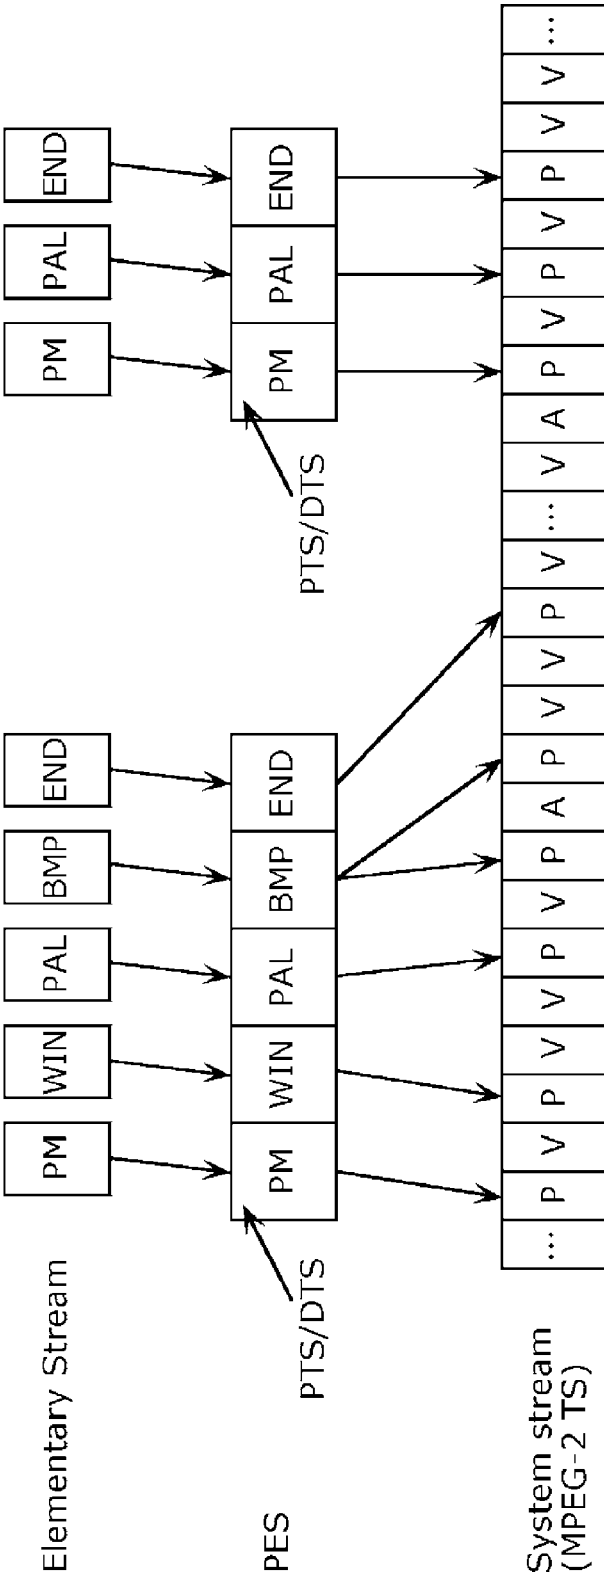 Elementary Stream PM WIN PAL BMP END PM PAL END
PES PM WIN PAL BMP END PM PAL END
PTS/DTS PTS/DTS
System stream
(MPEG-2 TS) ... P V P V V P V P A P V V P V ... V A P V P V P V V ...